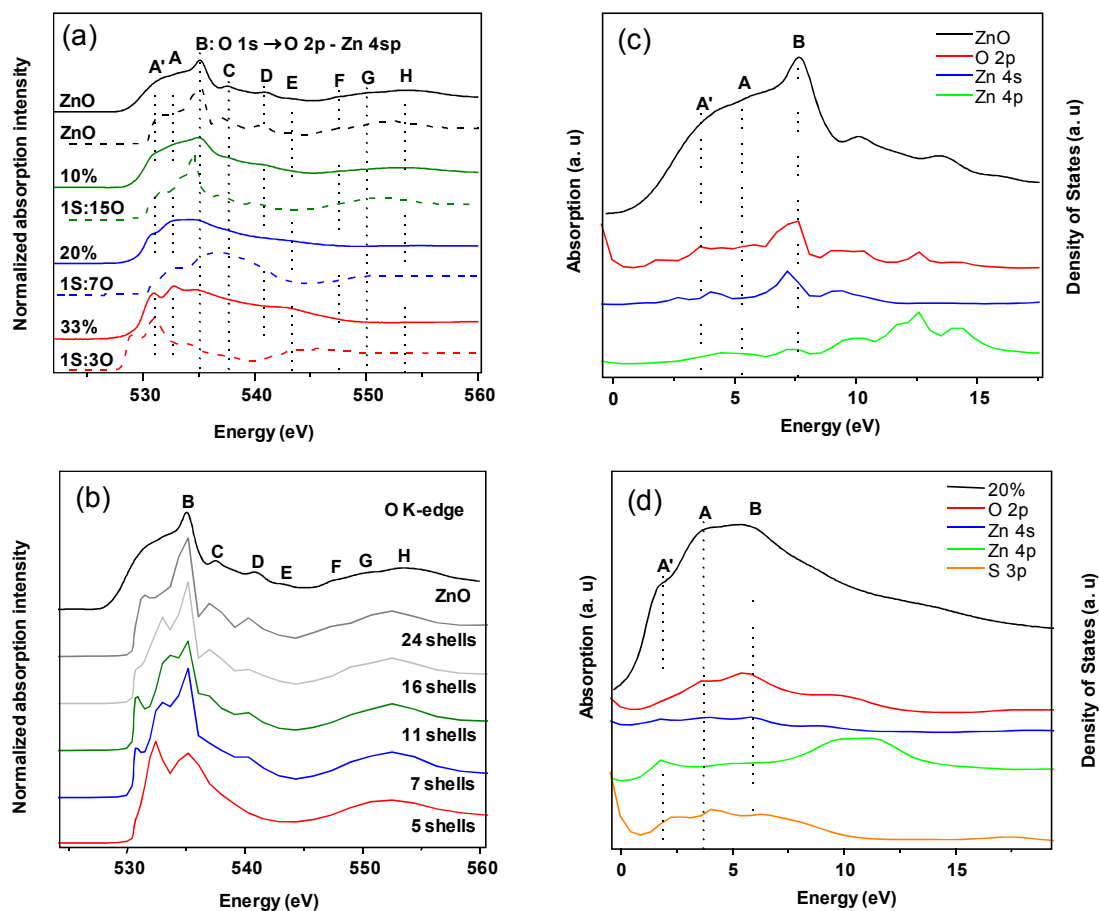 (a)
B: O 1s → O 2p - Zn 4sp
A' A C D E F G H
ZnO
ZnO
10%
1S:15O
20%
1S:7O
33%
1S:3O
530 540 550 560
Energy (eV)
Normalized absorption intensity
(c)
ZnO
O 2p
Zn 4s
Zn 4p
B
A' A
0 5 10 15
Energy (eV)
Absorption (a. u)
Density of States (a. u)
(b)
O K-edge
B
C D E F G H
ZnO
24 shells
16 shells
11 shells
7 shells
5 shells
530 540 550 560
Energy (eV)
Normalized absorption intensity
(d)
20%
O 2p
Zn 4s
Zn 4p
S 3p
A B
A'
0 5 10 15
Energy (eV)
Absorption (a. u)
Density of States (a. u)